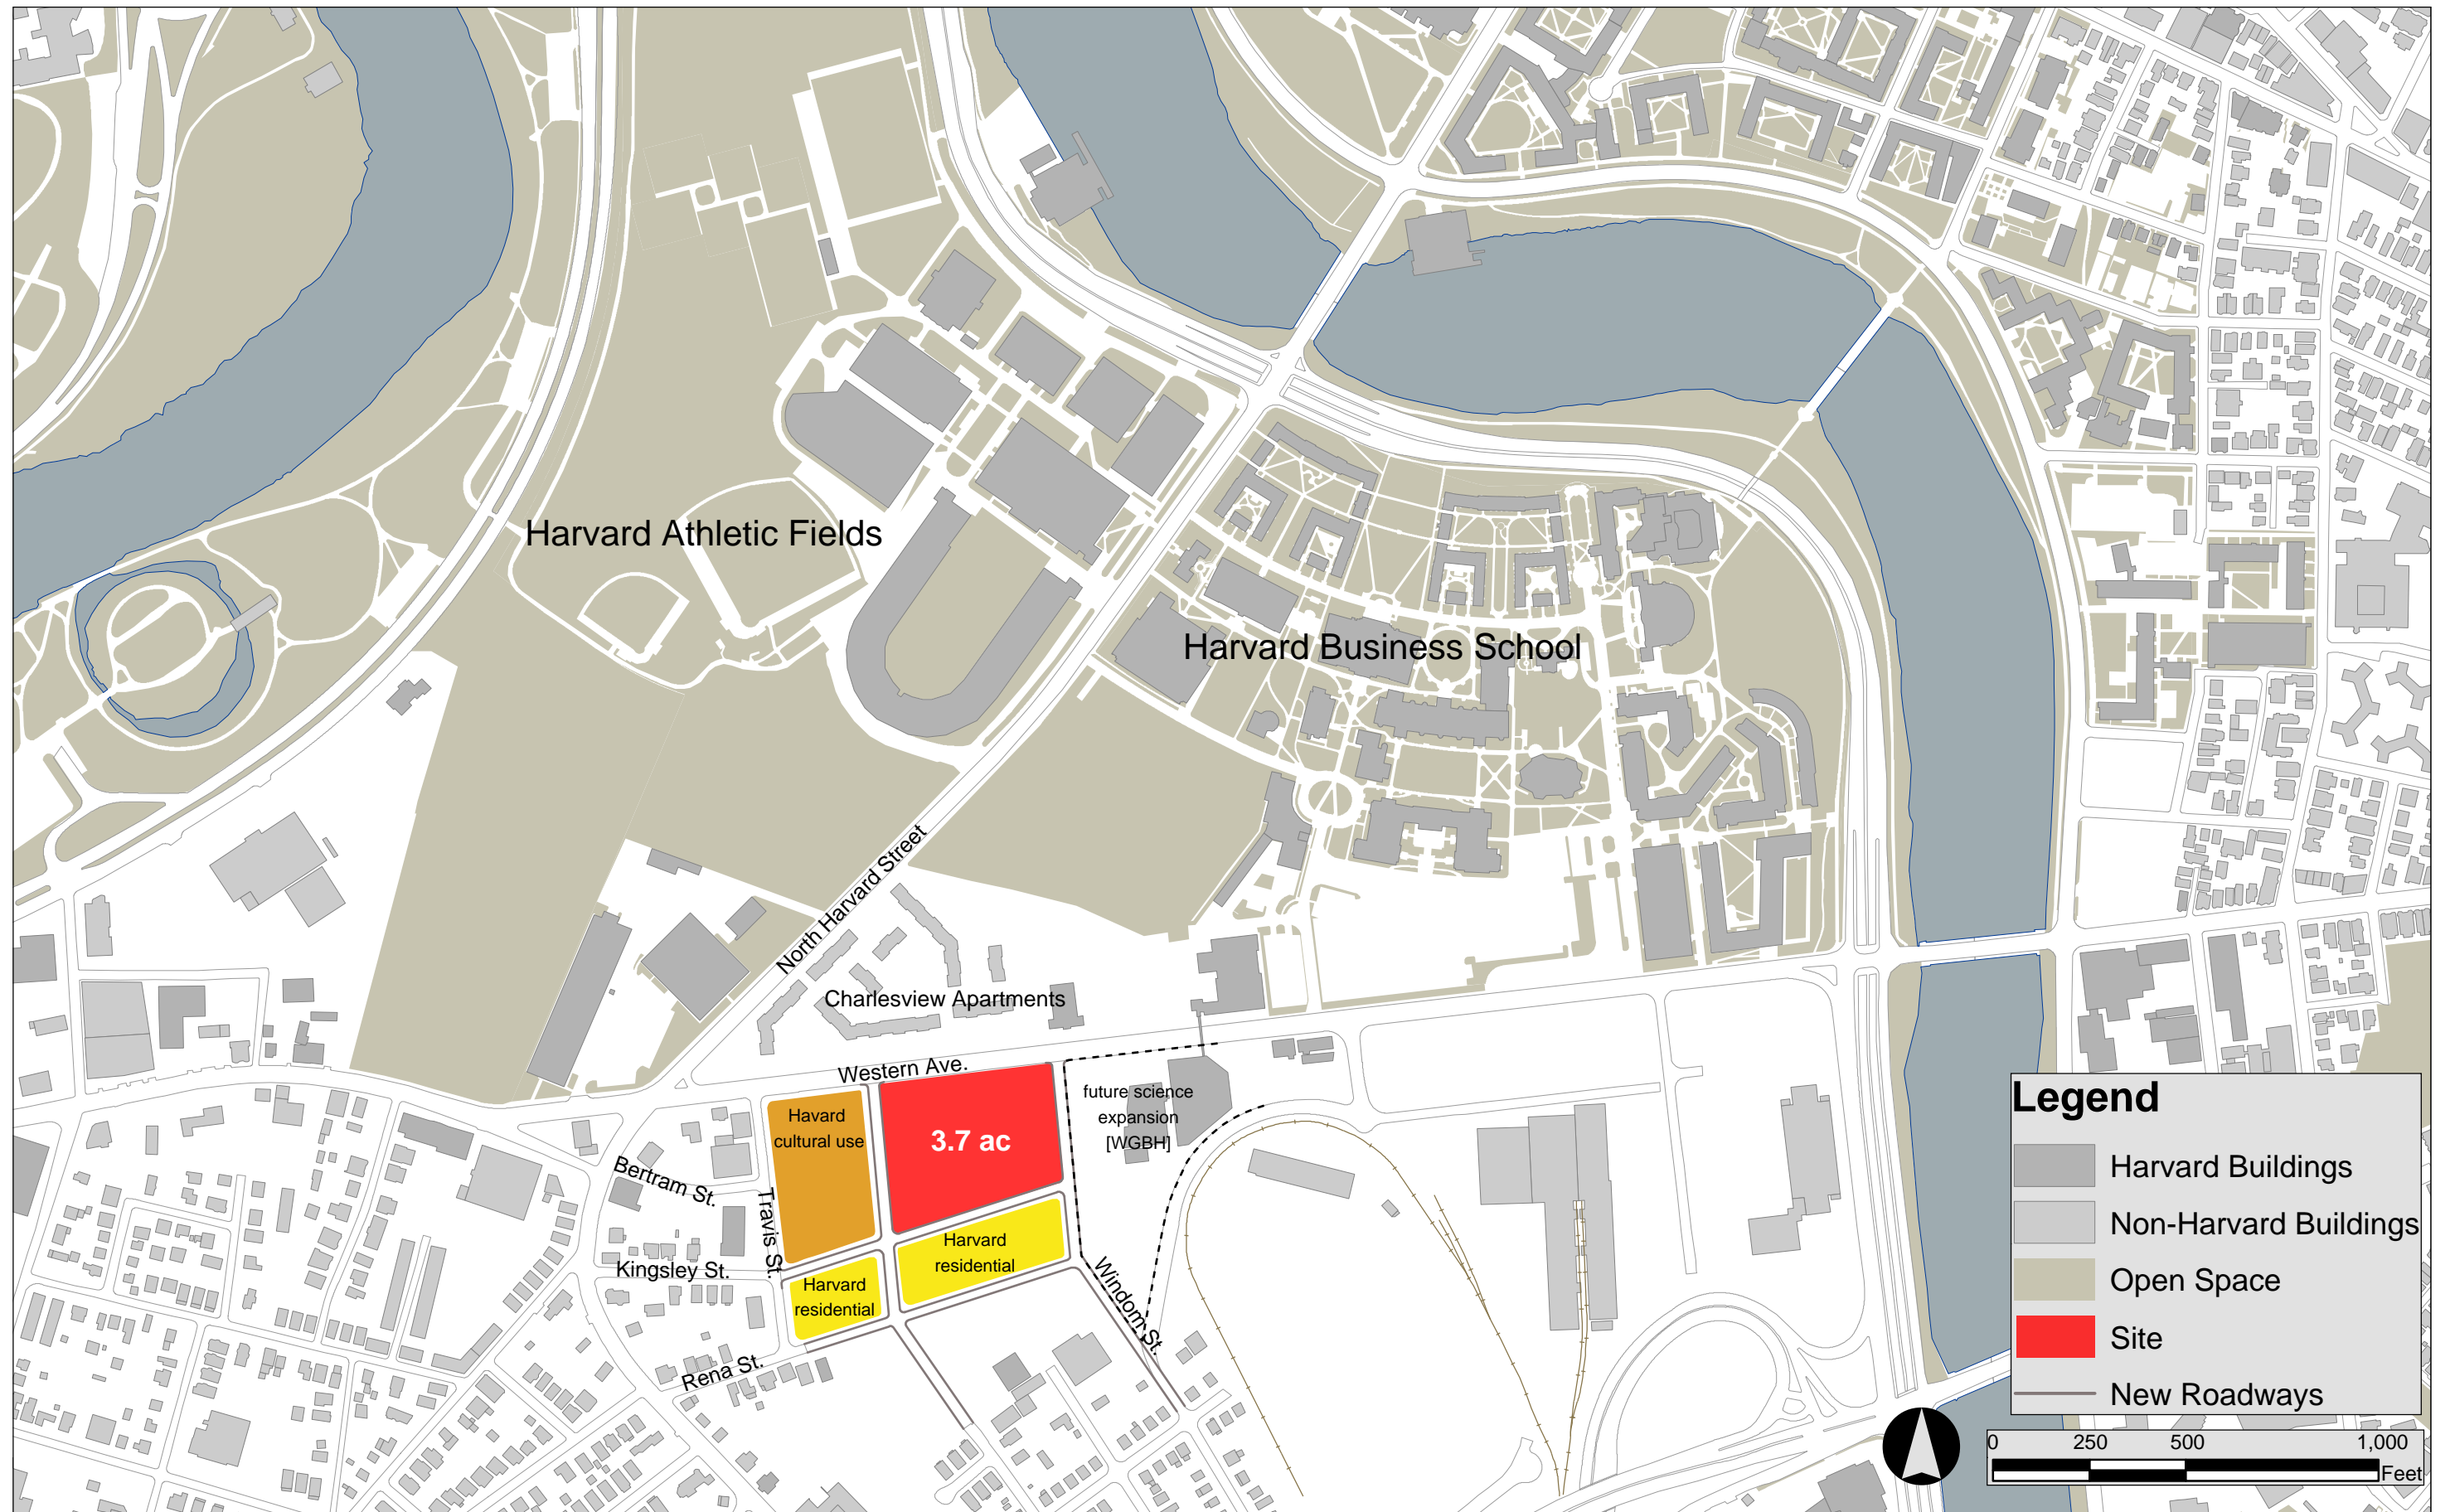 Harvard Athletic Fields
Harvard Business School
North Harvard Street
Charlesview Apartments
Western Ave.
Havard
cultural use
3.7 ac
future science
expansion
[WGBH]
Bertram St.
Travis St.
Harvard
residential
Kingsley St.
Harvard
residential
Windom St.
Rena St.
Legend
Harvard Buildings
Non-Harvard Buildings
Open Space
Site
New Roadways
0 250 500 1,000
Feet